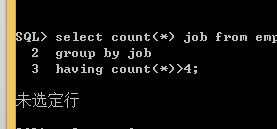 SQL> select count(*) job from emp
2 group by job
3 having count(*)>4;
未选定行